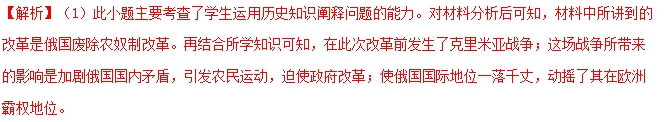 【解析】（1）此小题主要考查了学生运用历史知识阐释问题的能力。对材料分析后可知，材料中所讲到的
改革是俄国废除农奴制改革。再结合所学知识可知，在此次改革前发生了克里米亚战争；这场战争所带来
的影响是加剧俄国国内矛盾，引发农民运动，迫使政府改革；使俄国国际地位一落千丈，动摇了其在欧洲
霸权地位。